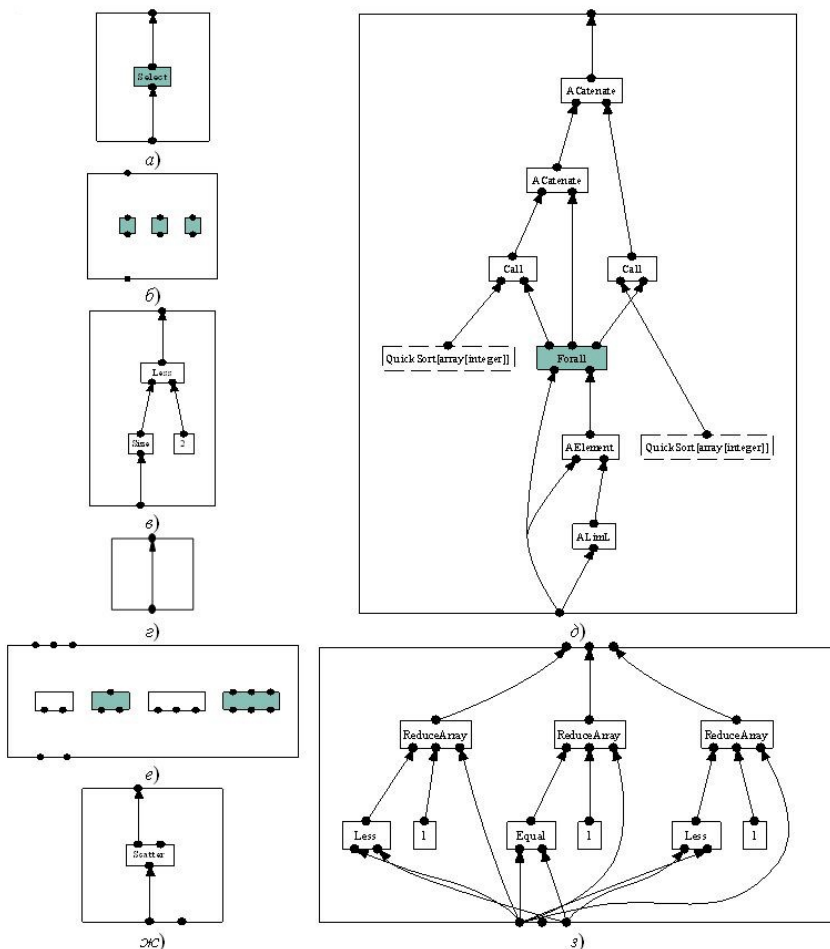 Select
а)
б)
Less
Size
2
в)
г)
ACatenate
ACatenate
Call
Call
QuickSort[array[integer]]
Forall
AElement
QuickSort[array[integer]]
ALimL
д)
е)
Scatter
ж)
ReduceArray
ReduceArray
ReduceArray
Less
1
Equal
1
Less
1
з)